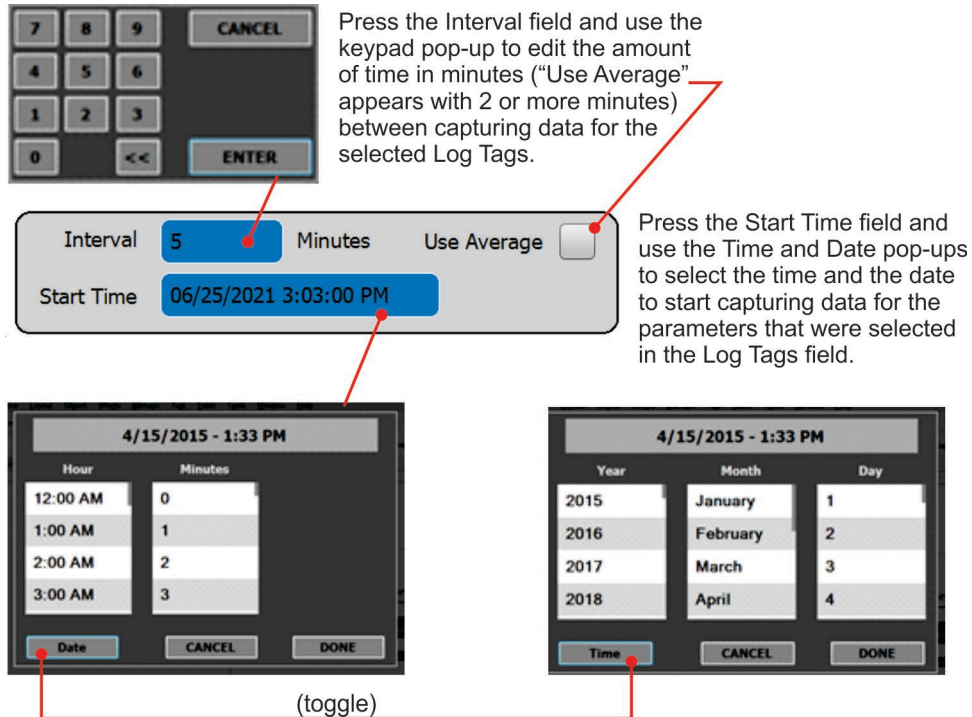 7 8 9 CANCEL
4 5 6
1 2 3
0 << ENTER
Press the Interval field and use the
keypad pop-up to edit the amount
of time in minutes (“Use Average”
appears with 2 or more minutes)
between capturing data for the
selected Log Tags.
Interval 5 Minutes Use Average
Start Time 06/25/2021 3:03:00 PM
Press the Start Time field and
use the Time and Date pop-ups
to select the time and the date
to start capturing data for the
parameters that were selected
in the Log Tags field.
4/15/2015 - 1:33 PM
Hour Minutes
12:00 AM 0
1:00 AM 1
2:00 AM 2
3:00 AM 3
Date CANCEL DONE
4/15/2015 - 1:33 PM
Year Month Day
2015 January 1
2016 February 2
2017 March 3
2018 April 4
Time CANCEL DONE
(toggle)